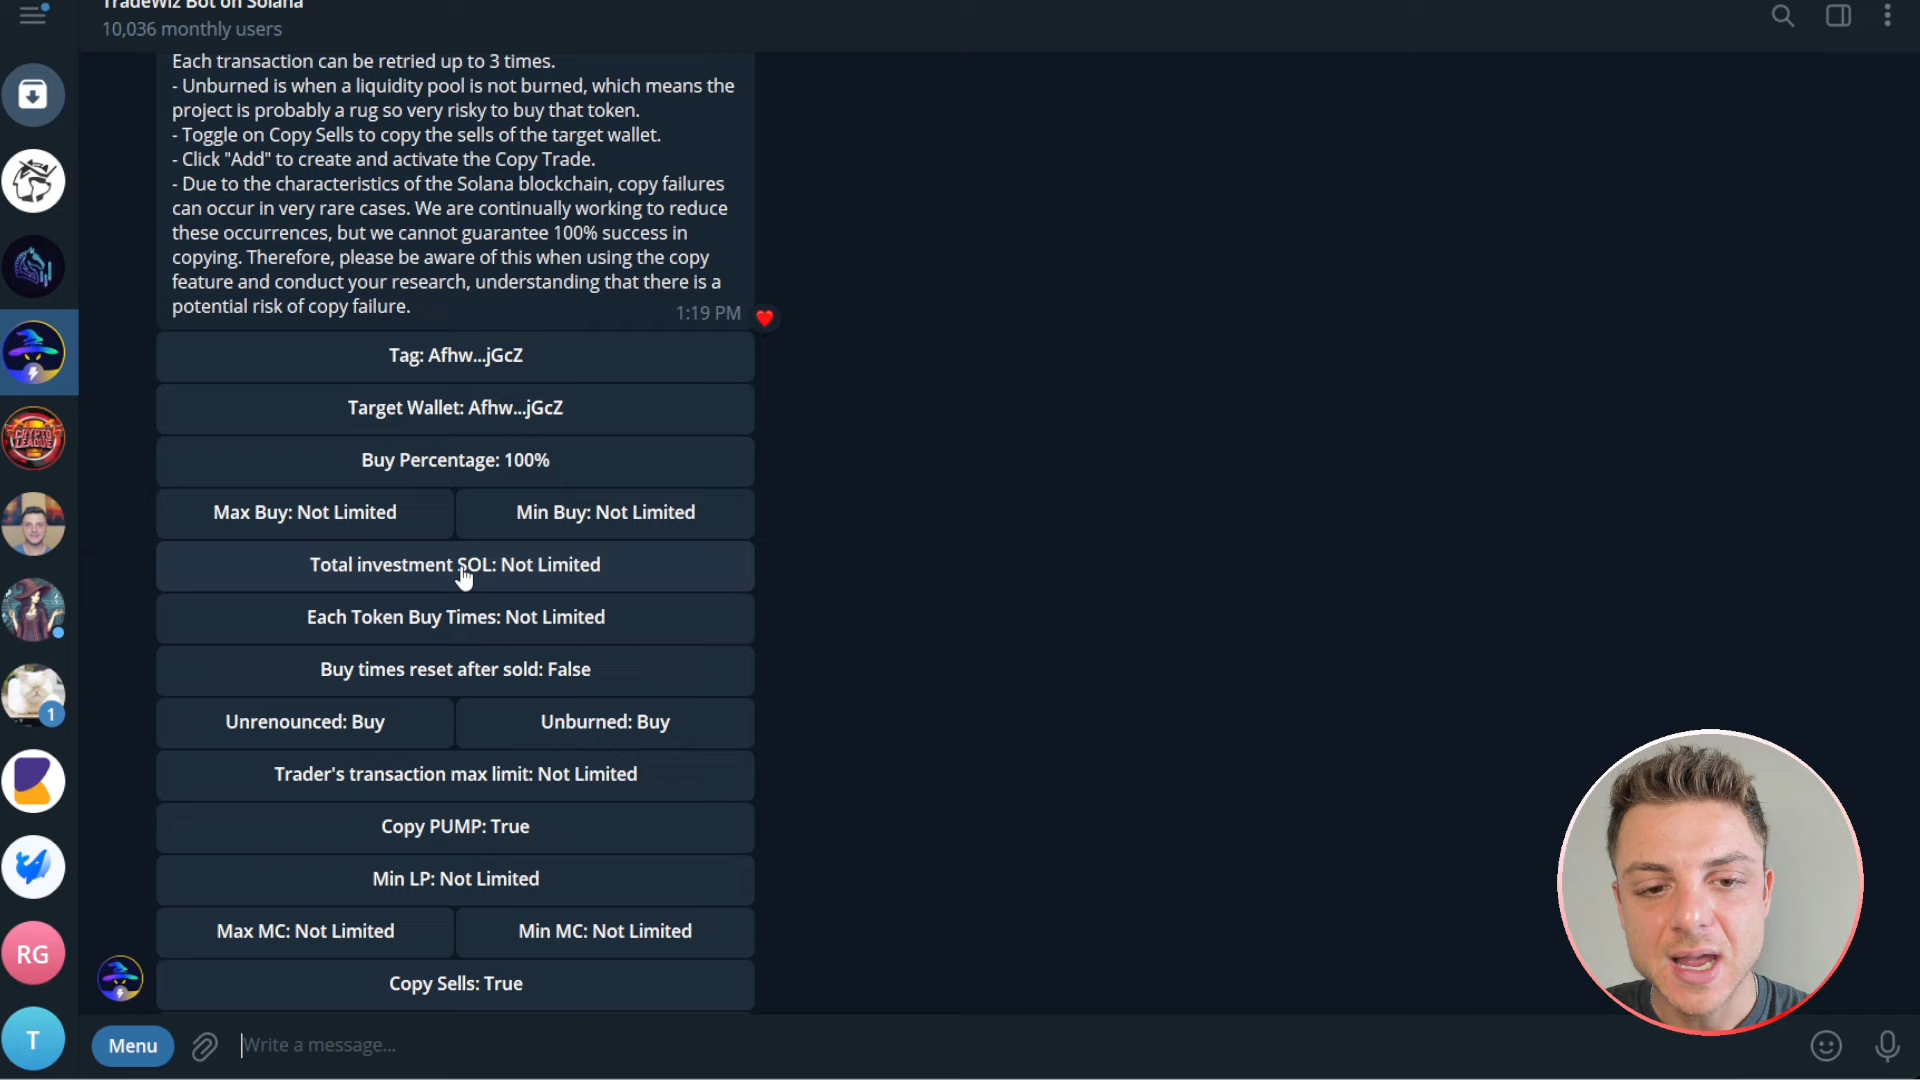 TradeWiz Bot on Solana
10,036 monthly users
Each transaction can be retried up to 3 times.
- Unburned is when a liquidity pool is not burned, which means the
project is probably a rug so very risky to buy that token.
- Toggle on Copy Sells to copy the sells of the target wallet.
- Click "Add" to create and activate the Copy Trade.
- Due to the characteristics of the Solana blockchain, copy failures
can occur in very rare cases. We are continually working to reduce
these occurrences, but we cannot guarantee 100% success in
copying. Therefore, please be aware of this when using the copy
feature and conduct your research, understanding that there is a
potential risk of copy failure.
1:19 PM
Tag: Afhw...jGcZ
Target Wallet: Afhw...jGcZ
Buy Percentage: 100%
Max Buy: Not Limited
Min Buy: Not Limited
Total investment SOL: Not Limited
Each Token Buy Times: Not Limited
Buy times reset after sold: False
Unrenounced: Buy
Unburned: Buy
Trader's transaction max limit: Not Limited
Copy PUMP: True
Min LP: Not Limited
Max MC: Not Limited
Min MC: Not Limited
Copy Sells: True
CRYPTO
LEAGUE
1
RG
T
Menu
Write a message...